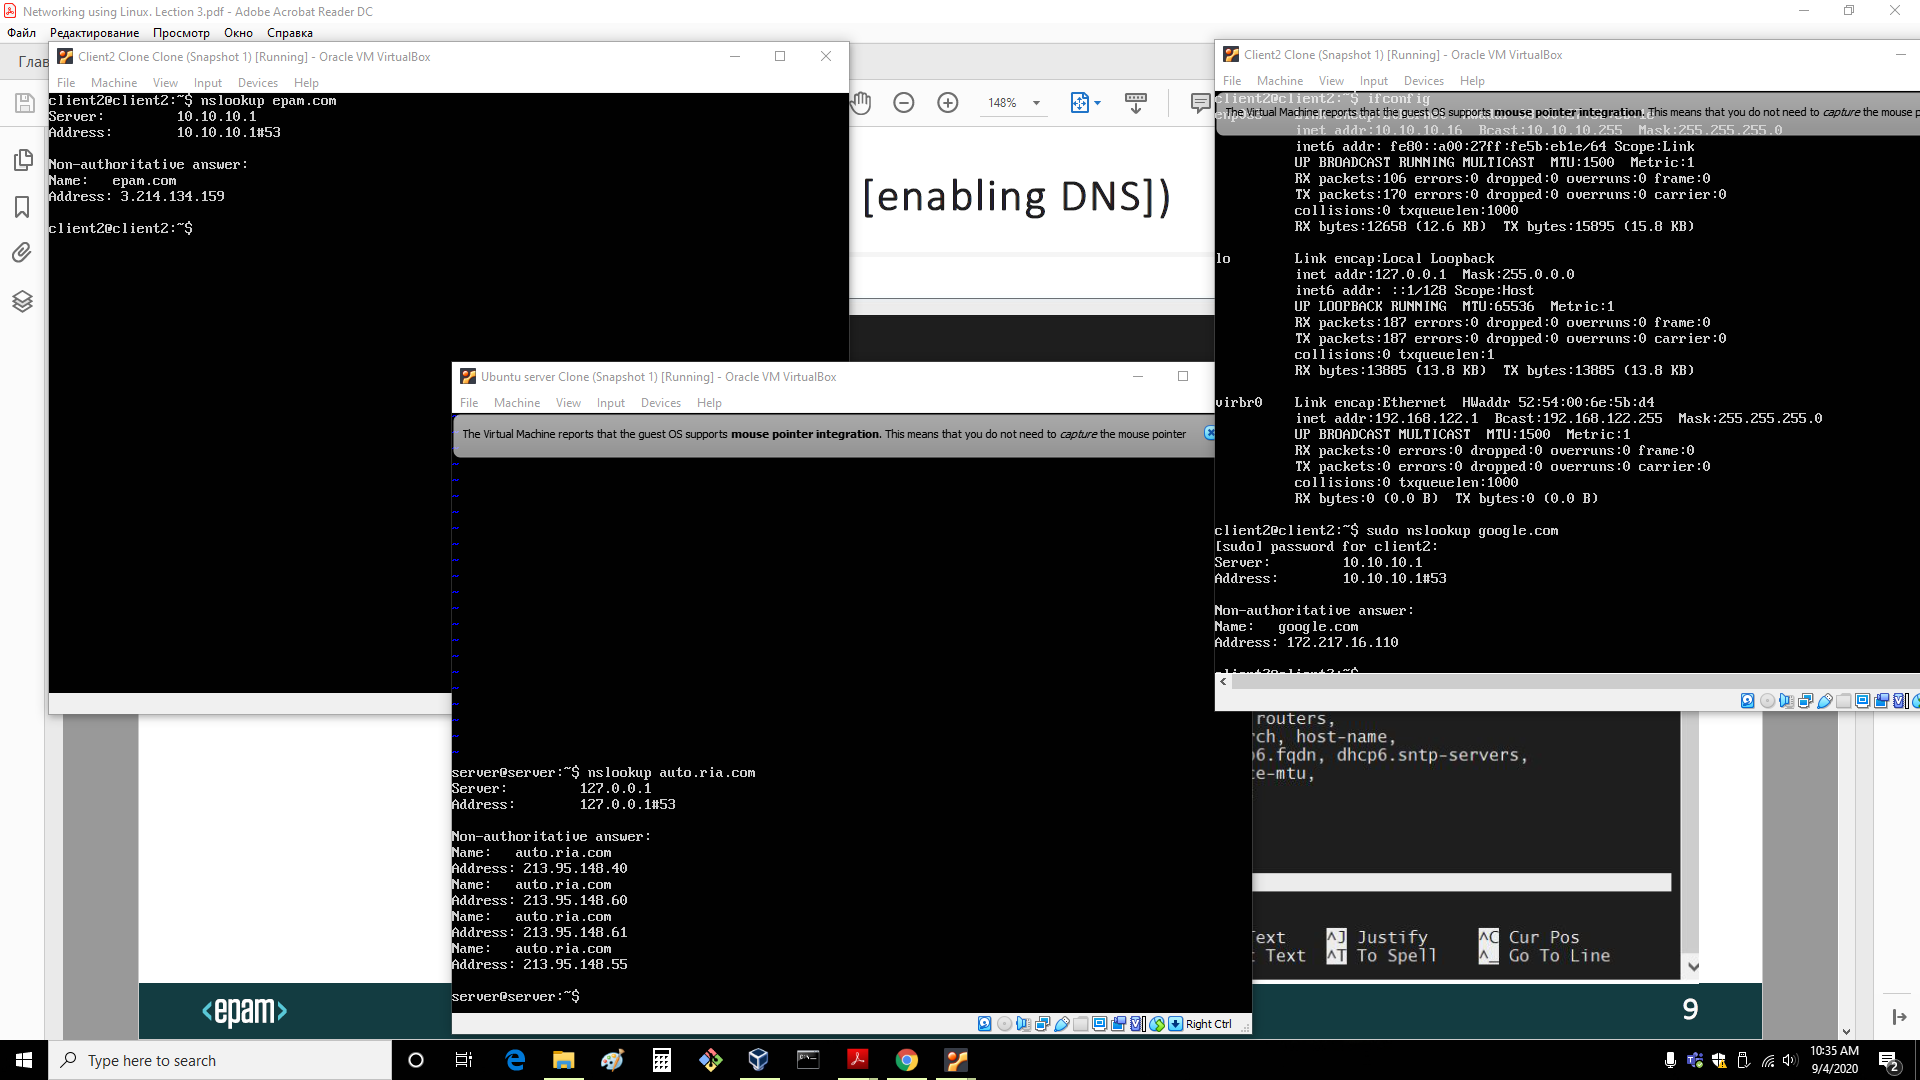 Networking using Linux. Lection 3.pdf - Adobe Acrobat Reader DC
Файл Редактирование Просмотр Окно Справка
Глав
148%
[enabling DNS])
Client2 Clone Clone (Snapshot 1) [Running] - Oracle VM VirtualBox
File Machine View Input Devices Help
client2@client2:~$ nslookup epam.com
Server: 10.10.10.1
Address: 10.10.10.1#53
Non-authoritative answer:
Name: epam.com
Address: 3.214.134.159
client2@client2:~$
Client2 Clone (Snapshot 1) [Running] - Oracle VM VirtualBox
File Machine View Input Devices Help
client2@client2:~$ ifconfig
The Virtual Machine reports that the guest OS supports mouse pointer integration. This means that you do not need to capture the mouse p
inet addr:10.10.10.16 Bcast:10.10.10.255 Mask:255.255.255.0
inet6 addr: fe80::a00:27ff:fe5b:eb1e/64 Scope:Link
UP BROADCAST RUNNING MULTICAST MTU:1500 Metric:1
RX packets:106 errors:0 dropped:0 overruns:0 frame:0
TX packets:170 errors:0 dropped:0 overruns:0 carrier:0
collisions:0 txqueuelen:1000
RX bytes:12658 (12.6 KB) TX bytes:15895 (15.8 KB)
lo Link encap:Local Loopback
inet addr:127.0.0.1 Mask:255.0.0.0
inet6 addr: ::1/128 Scope:Host
UP LOOPBACK RUNNING MTU:65536 Metric:1
RX packets:187 errors:0 dropped:0 overruns:0 frame:0
TX packets:187 errors:0 dropped:0 overruns:0 carrier:0
collisions:0 txqueuelen:1
RX bytes:13885 (13.8 KB) TX bytes:13885 (13.8 KB)
virbr0 Link encap:Ethernet HWaddr 52:54:00:6e:5b:d4
inet addr:192.168.122.1 Bcast:192.168.122.255 Mask:255.255.255.0
UP BROADCAST MULTICAST MTU:1500 Metric:1
RX packets:0 errors:0 dropped:0 overruns:0 frame:0
TX packets:0 errors:0 dropped:0 overruns:0 carrier:0
collisions:0 txqueuelen:1000
RX bytes:0 (0.0 B) TX bytes:0 (0.0 B)
client2@client2:~$ sudo nslookup google.com
[sudo] password for client2:
Server: 10.10.10.1
Address: 10.10.10.1#53
Non-authoritative answer:
Name: google.com
Address: 172.217.16.110
client2@client2:~$
Ubuntu server Clone (Snapshot 1) [Running] - Oracle VM VirtualBox
File Machine View Input Devices Help
The Virtual Machine reports that the guest OS supports mouse pointer integration. This means that you do not need to capture the mouse pointer
server@server:~$ nslookup auto.ria.com
Server: 127.0.0.1
Address: 127.0.0.1#53
Non-authoritative answer:
Name: auto.ria.com
Address: 213.95.148.40
Name: auto.ria.com
Address: 213.95.148.60
Name: auto.ria.com
Address: 213.95.148.61
Name: auto.ria.com
Address: 213.95.148.55
server@server:~$
Right Ctrl
routers,
rch, host-name,
p6.fqdn, dhcp6.sntp-servers,
ce-mtu,
Text ^J Justify ^C Cur Pos
t Text ^T To Spell ^_ Go To Line
<epam> 9
Type here to search
10:35 AM
9/4/2020
2